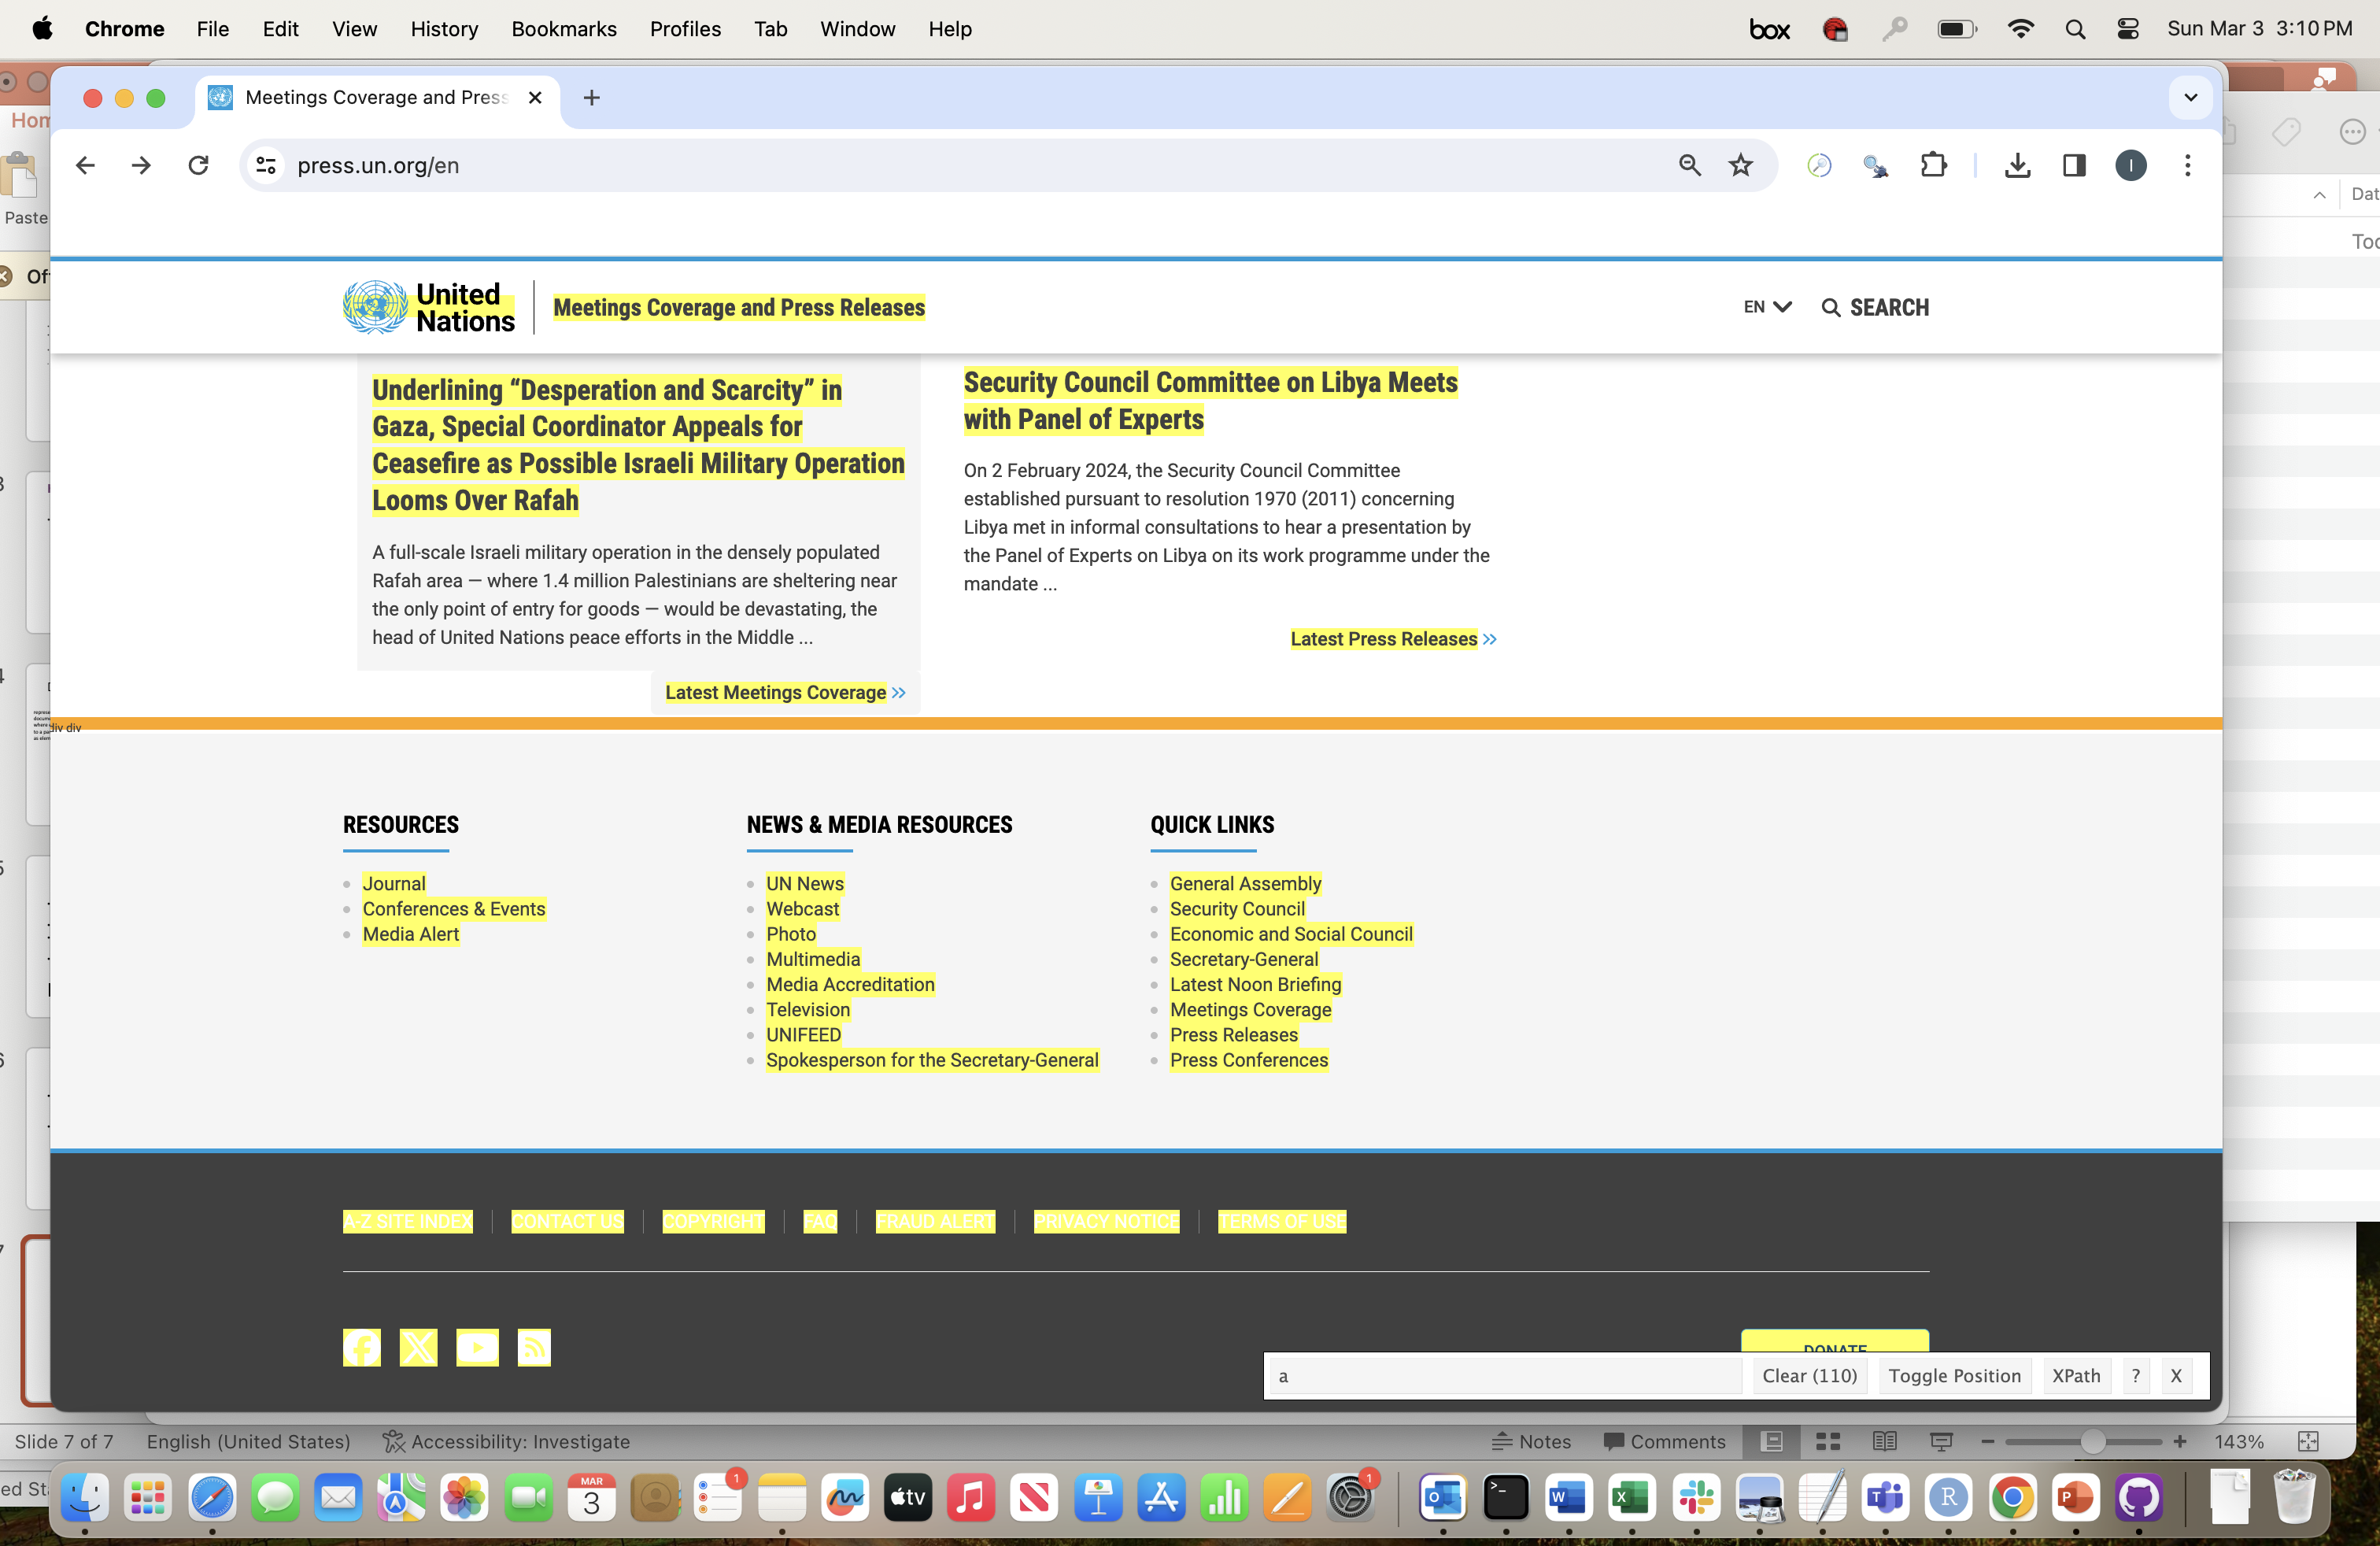 Chrome File Edit View History Bookmarks Profiles Tab Window Help
box
Sun Mar 3 3:10 PM
Meetings Coverage and Press
press.un.org/en
Paste
United
Nations
Meetings Coverage and Press Releases
EN
SEARCH
Underlining “Desperation and Scarcity” in
Gaza, Special Coordinator Appeals for
Ceasefire as Possible Israeli Military Operation
Looms Over Rafah
A full-scale Israeli military operation in the densely populated
Rafah area — where 1.4 million Palestinians are sheltering near
the only point of entry for goods — would be devastating, the
head of United Nations peace efforts in the Middle ...
Latest Meetings Coverage
Security Council Committee on Libya Meets
with Panel of Experts
On 2 February 2024, the Security Council Committee
established pursuant to resolution 1970 (2011) concerning
Libya met in informal consultations to hear a presentation by
the Panel of Experts on Libya on its work programme under the
mandate ...
Latest Press Releases
div div
RESOURCES
Journal
Conferences & Events
Media Alert
NEWS & MEDIA RESOURCES
UN News
Webcast
Photo
Multimedia
Media Accreditation
Television
UNIFEED
Spokesperson for the Secretary-General
QUICK LINKS
General Assembly
Security Council
Economic and Social Council
Secretary-General
Latest Noon Briefing
Meetings Coverage
Press Releases
Press Conferences
A-Z SITE INDEX CONTACT US COPYRIGHT FAQ FRAUD ALERT PRIVACY NOTICE TERMS OF USE
DONATE
a Clear (110) Toggle Position XPath ? X
Slide 7 of 7 English (United States) Accessibility: Investigate Notes Comments 143%
MAR
3
1
tv
1